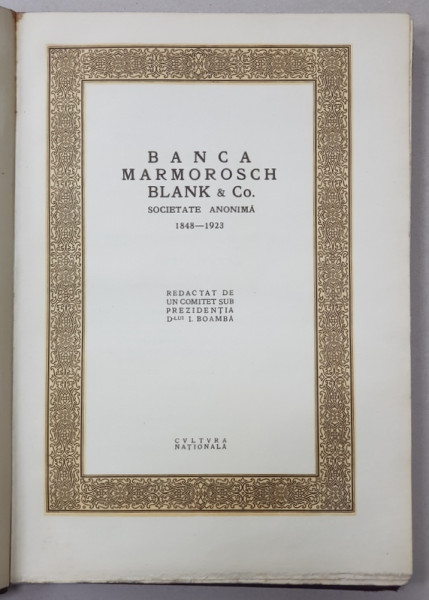 BANCA
MARMOROSCH
BLANK & Co.
SOCIETATE ANONIMĂ
1848—1923
REDACTAT DE
UN COMITET SUB
PREZIDENȚIA
D-LUI I. BOAMBĂ
CVLTVRA
NAȚIONALĂ